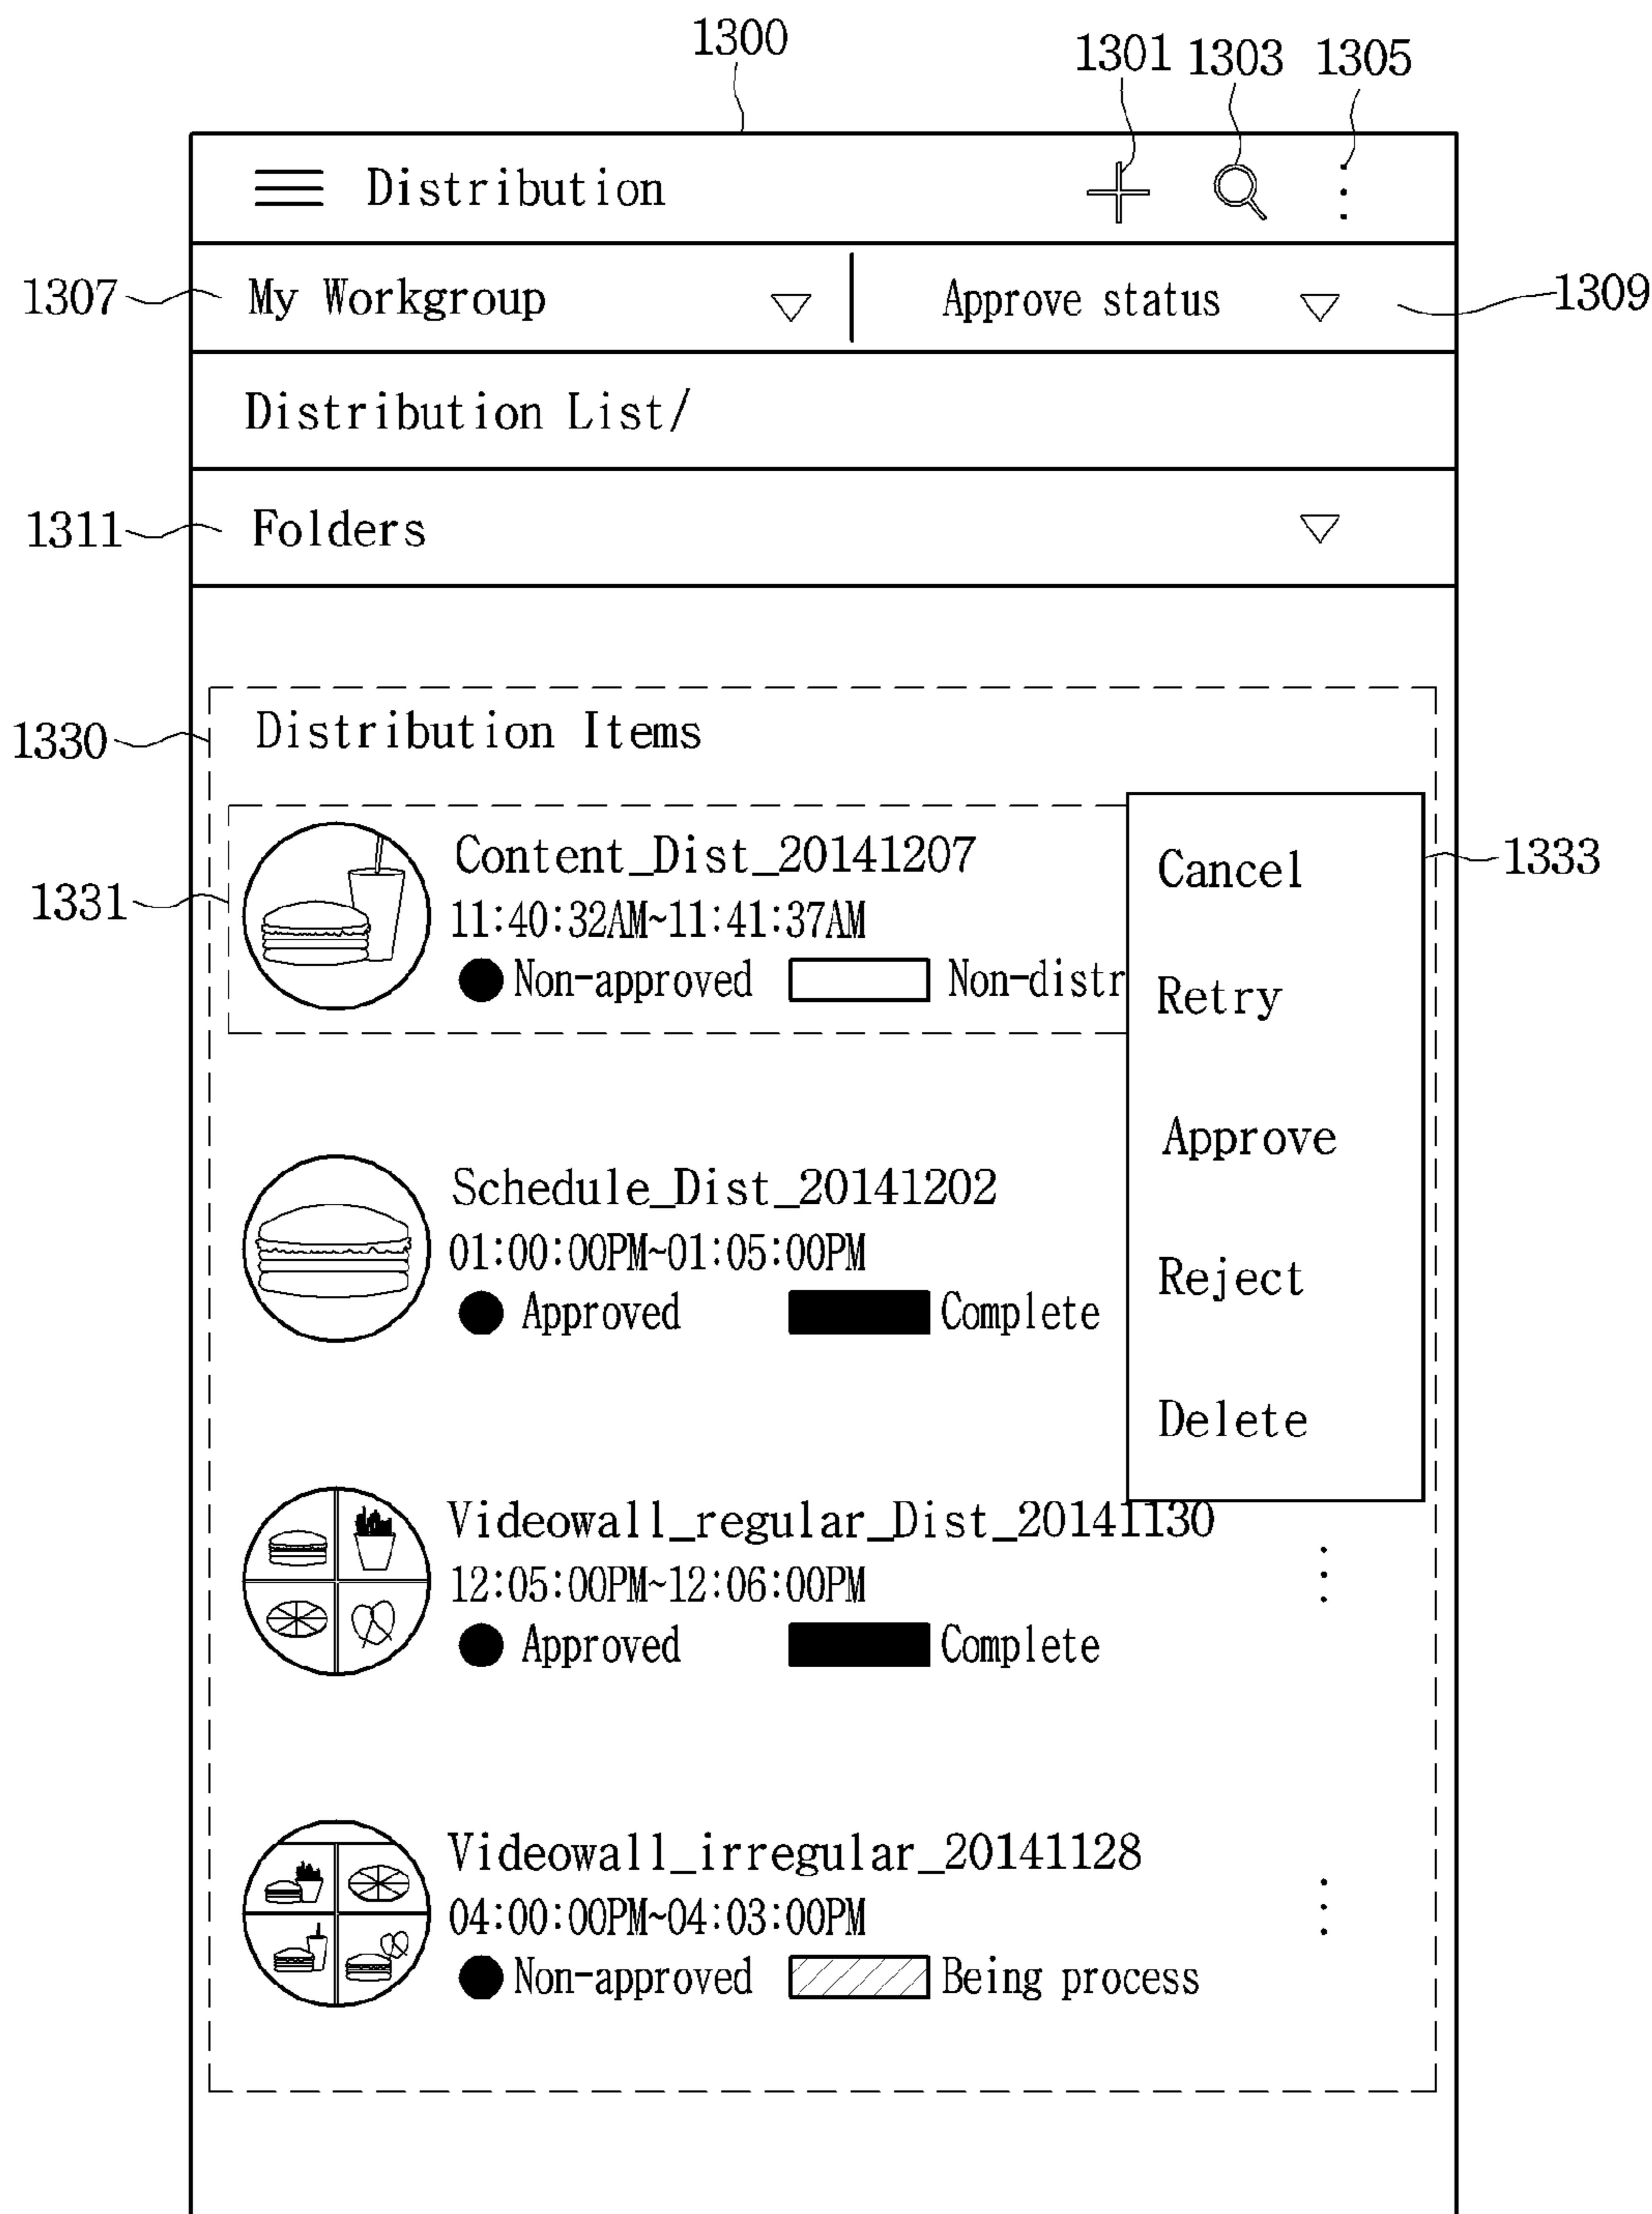 1300
1301 1303 1305
Distribution
1307 My Workgroup Approve status 1309
Distribution List/
1311 Folders
1330 Distribution Items
1331 Content_Dist_20141207
11:40:32AM~11:41:37AM
Non-approved Non-distr
Cancel 1333
Retry
Approve
Reject
Delete
Schedule_Dist_20141202
01:00:00PM~01:05:00PM
Approved Complete
Videowall_regular_Dist_20141130
12:05:00PM~12:06:00PM
Approved Complete
Videowall_irregular_20141128
04:00:00PM~04:03:00PM
Non-approved Being process